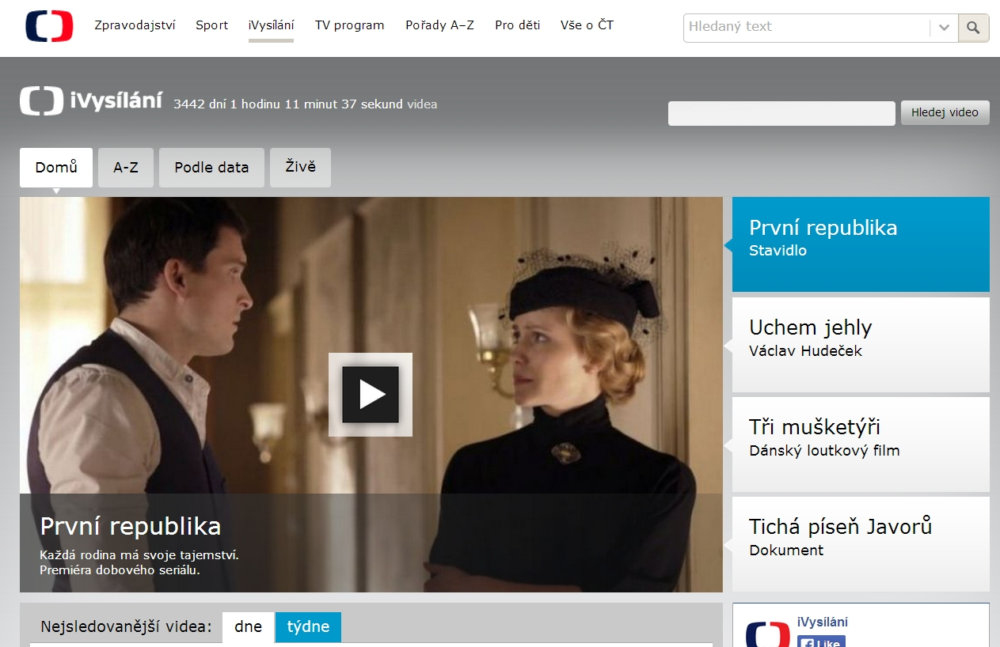 Zpravodajství Sport iVysílání TV program Pořady A–Z Pro děti Vše o ČT
Hledaný text
iVysílání 3442 dní 1 hodinu 11 minut 37 sekund videa
Hledej video
Domů A-Z Podle data Živě
První republika
Každá rodina má svoje tajemství.
Premiéra dobového seriálu.
První republika
Stavidlo
Uchem jehly
Václav Hudeček
Tři mušketýři
Dánský loutkový film
Tichá píseň Javorů
Dokument
Nejsledovanější videa: dne týdne
iVysílání
Like